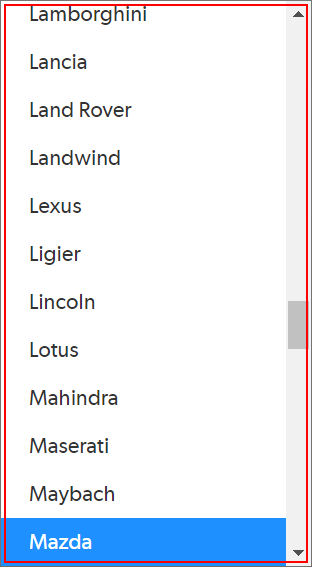 Lamborghini
Lancia
Land Rover
Landwind
Lexus
Ligier
Lincoln
Lotus
Mahindra
Maserati
Maybach
Mazda